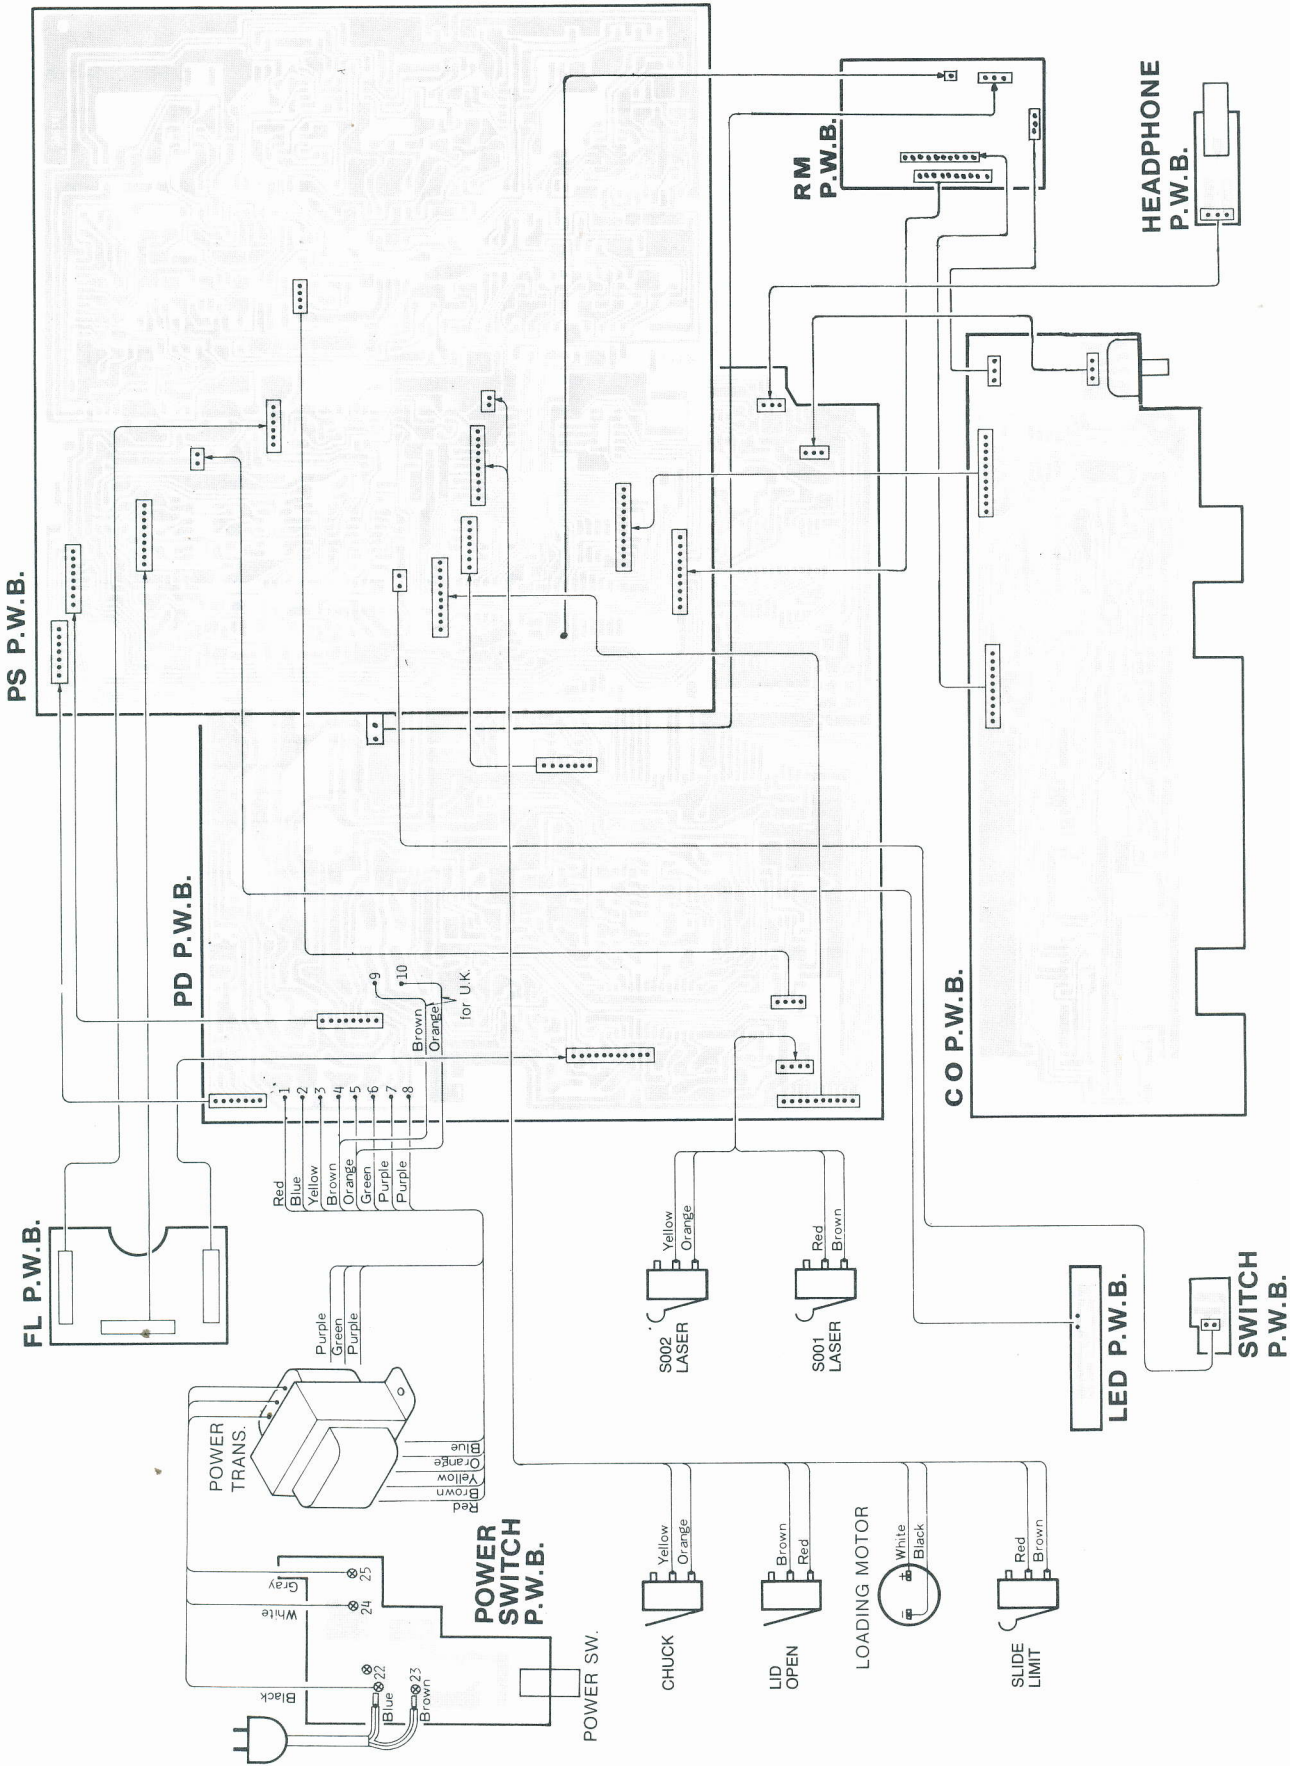 PS P.W.B.
RM
P.W.B.
HEADPHONE
P.W.B.
PD P.W.B.
9
10
Brown
Orange
for U.K.
1
2
3
4
5
6
7
8
Red
Blue
Yellow
Brown
Orange
Green
Purple
Purple
C O P.W.B.
FL P.W.B.
Purple
Green
Purple
POWER
TRANS.
Blue
Orange
Yellow
Brown
Red
Yellow
Orange
S002
LASER
Red
Brown
S001
LASER
LED P.W.B.
SWITCH
P.W.B.
POWER
SWITCH
P.W.B.
Gray
25
White
24
Black
22
Blue
23
Brown
POWER SW.
Yellow
Orange
CHUCK
Brown
Red
LID
OPEN
LOADING MOTOR
White
Black
+
−
Red
Brown
SLIDE
LIMIT